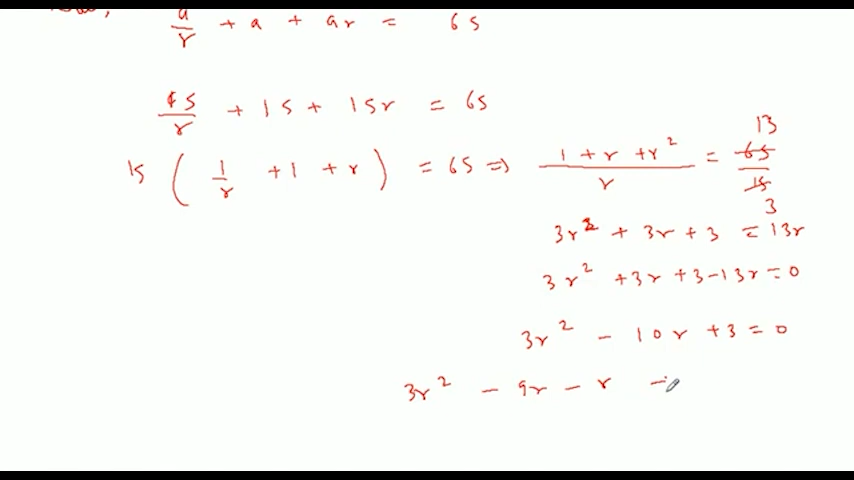 a/r + a + ar = 65
15/r + 15 + 15r = 65
15 ( 1/r + 1 + r ) = 65 ⇒ (1 + r + r²)/r = 65/15 13 3
3r² + 3r + 3 = 13r
3r² + 3r + 3 - 13r = 0
3r² - 10r + 3 = 0
3r² - 9r - r